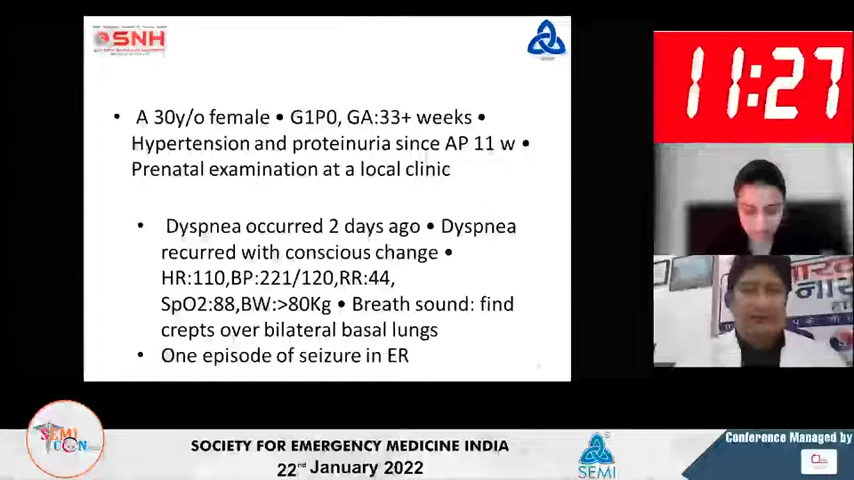 SNH
• A 30y/o female • G1P0, GA:33+ weeks •
Hypertension and proteinuria since AP 11 w •
Prenatal examination at a local clinic
• Dyspnea occurred 2 days ago • Dyspnea
recurred with conscious change •
HR:110,BP:221/120,RR:44,
SpO2:88,BW:>80Kg • Breath sound: find
crepts over bilateral basal lungs
• One episode of seizure in ER
11:27
SEMI
CON
SOCIETY FOR EMERGENCY MEDICINE INDIA
22nd January 2022
SEMI
Conference Managed by